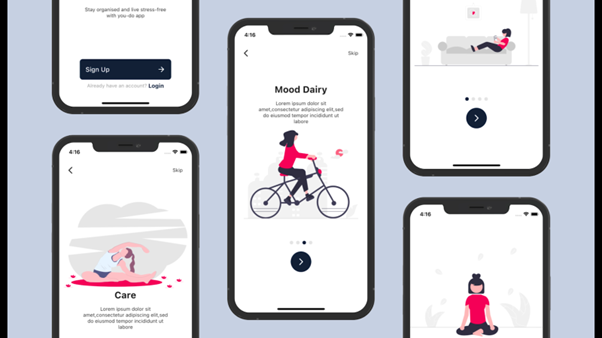 Stay organised and live stress-free
with you-do app
Sign Up
Already have an account? Login
4:16
Skip
Care
Lorem ipsum dolor sit
amet,consectetur adipiscing elit,sed
do eusmod tempor incididunt ut
labore
4:16
Skip
Mood Dairy
Lorem ipsum dolor sit
amet,consectetur adipiscing elit,sed
do eusmod tempor incididunt ut
labore
4:16